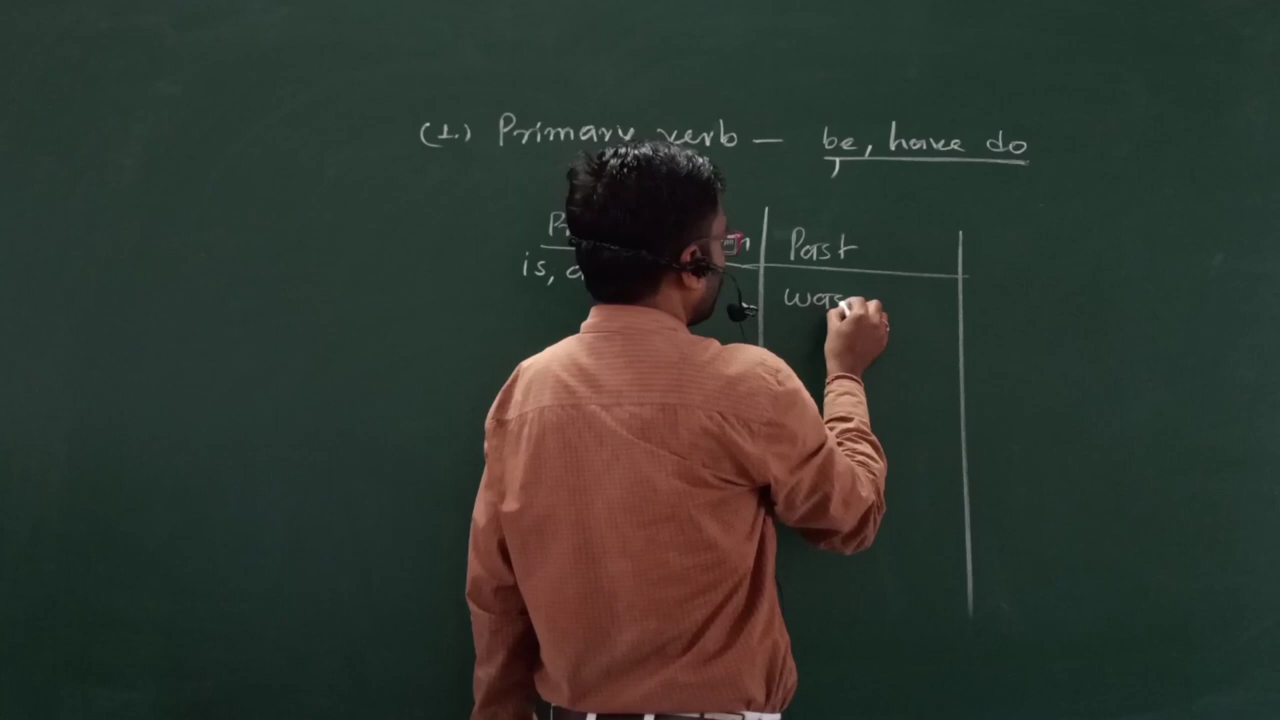 (1.) Primary verb – be, have do
Past
is,
was